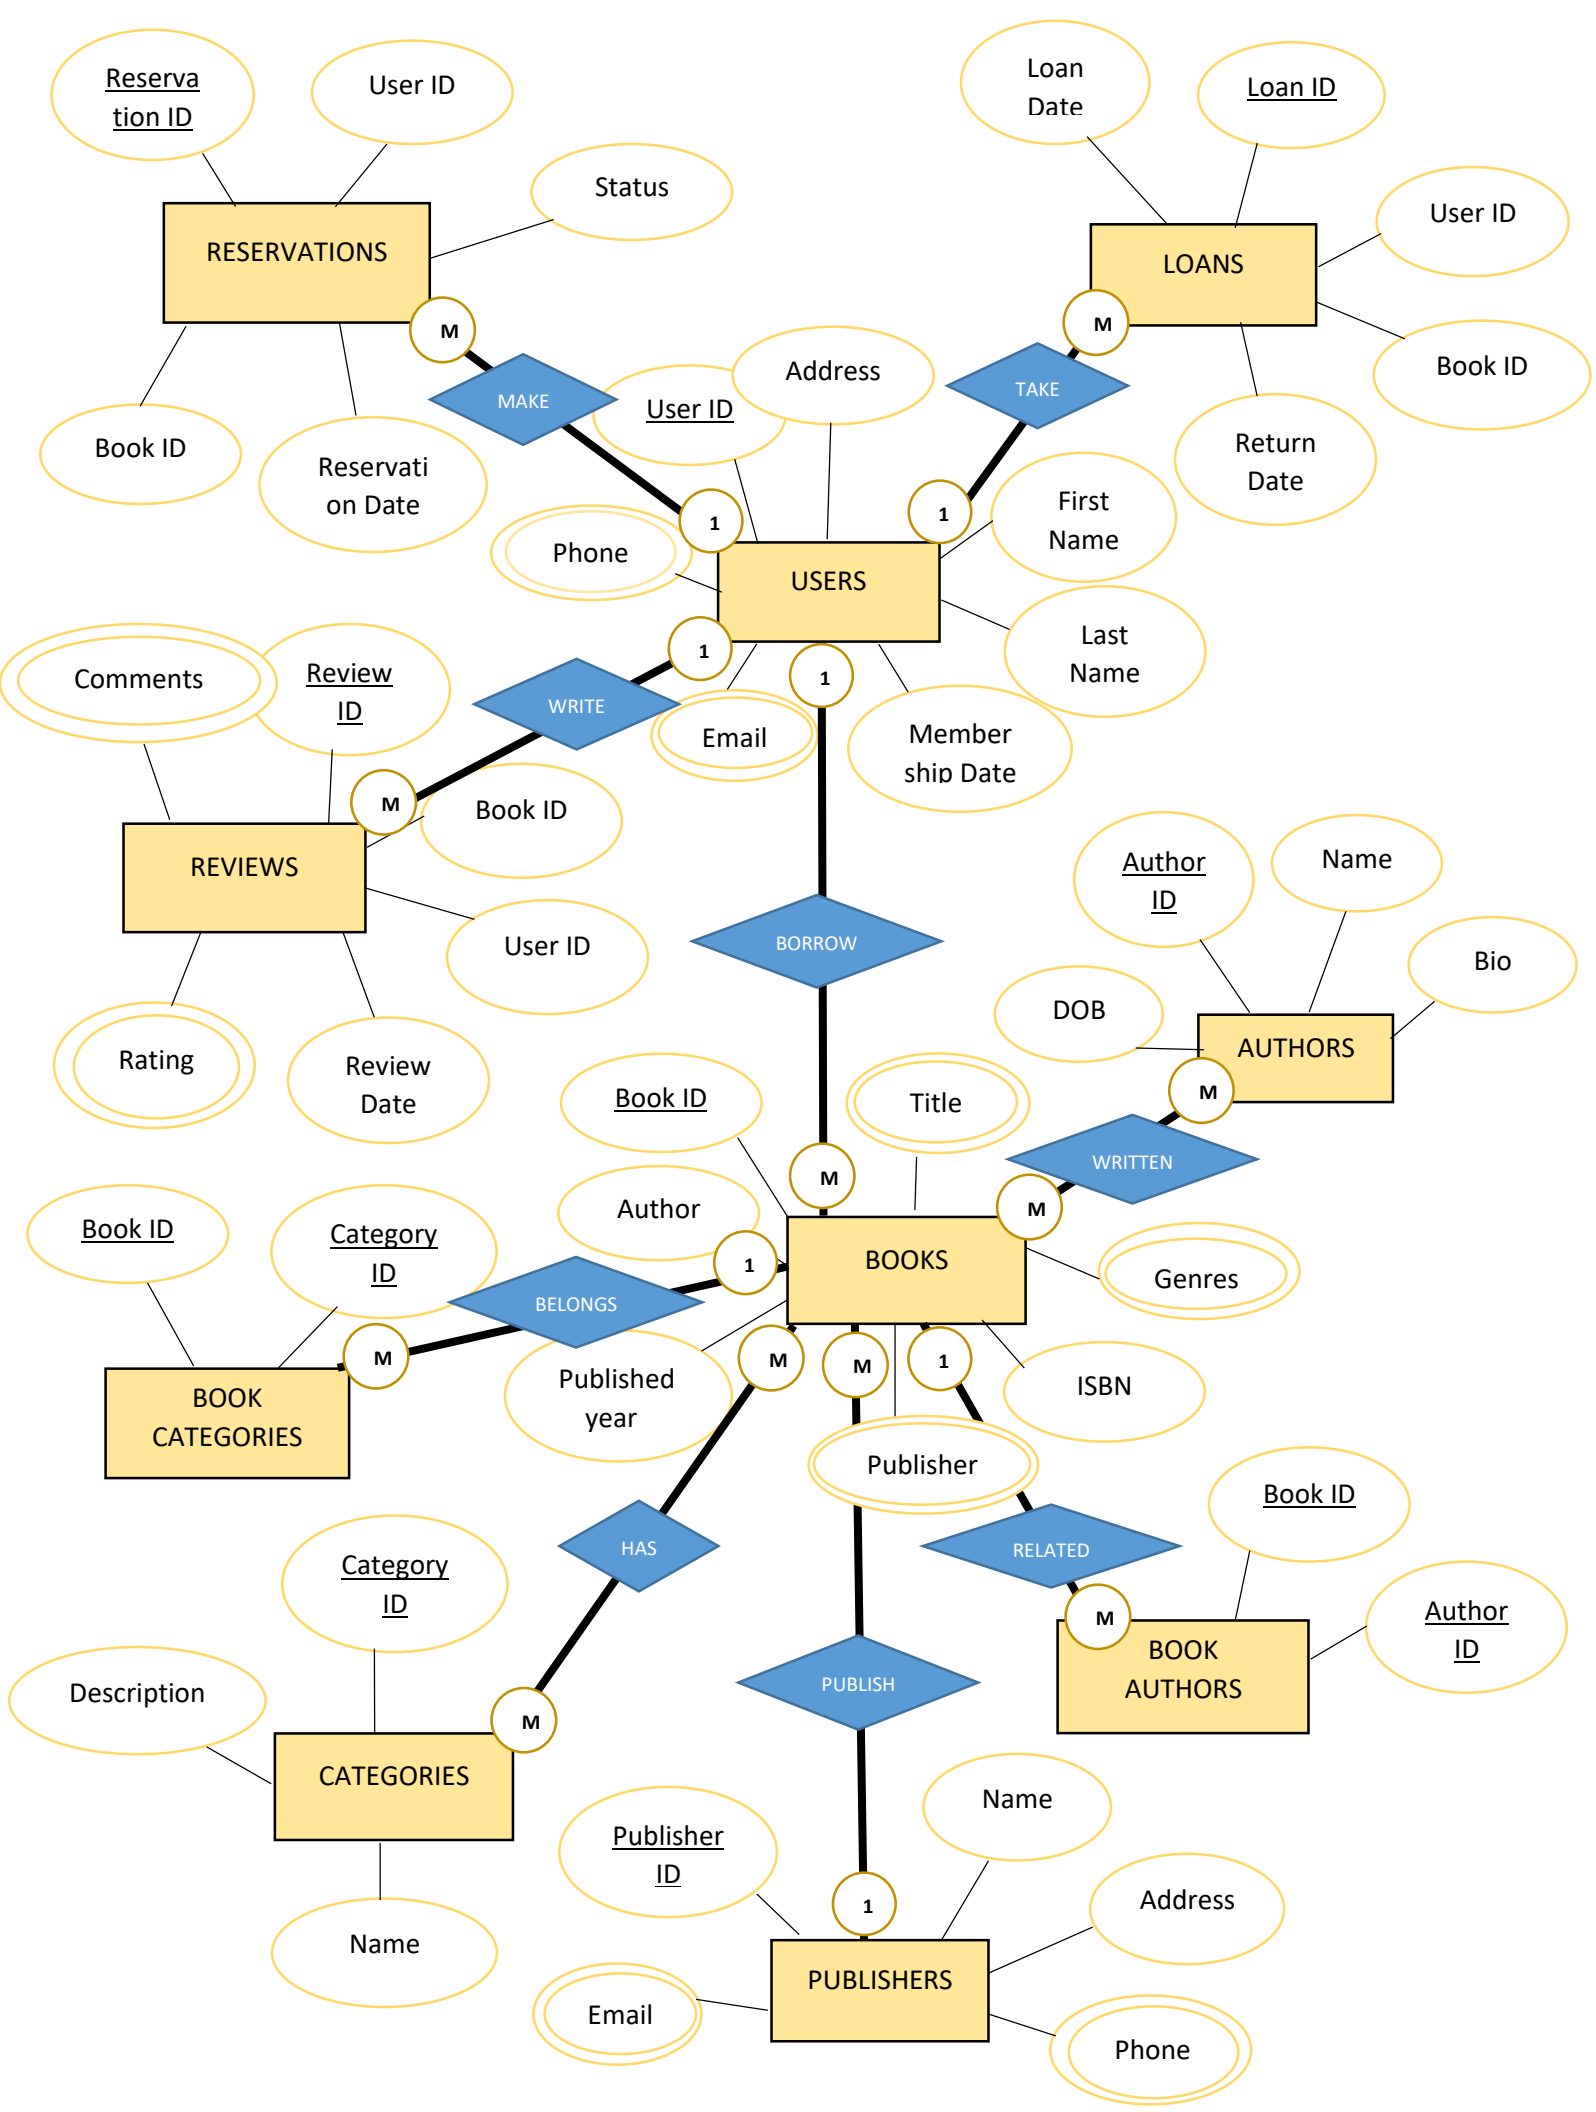 Reserva
tion ID
User ID
Status
RESERVATIONS
Book ID
Reservati
on Date
M
MAKE
1
Loan
Date
Loan ID
User ID
LOANS
Book ID
Return
Date
M
TAKE
1
User ID
Address
First
Name
Phone
USERS
Last
Name
Email
Member
ship Date
1
WRITE
M
1
BORROW
M
Comments
Review
ID
Book ID
REVIEWS
User ID
Rating
Review
Date
Author
ID
Name
Bio
DOB
AUTHORS
M
WRITTEN
M
Book ID
Title
Author
BOOKS
Genres
Published
year
Publisher
ISBN
1
BELONGS
M
Book ID
Category
ID
BOOK
CATEGORIES
M
HAS
M
Category
ID
Description
CATEGORIES
Name
M
PUBLISH
1
1
RELATED
M
Book ID
Author
ID
BOOK
AUTHORS
Publisher
ID
Name
Address
PUBLISHERS
Email
Phone